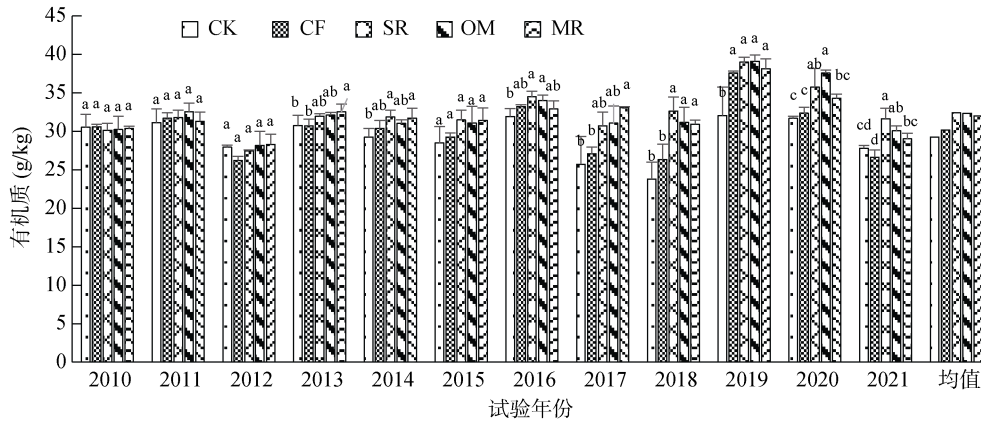 45
40
35
30
25
20
15
10
5
0
有机质 (g/kg)
CK CF SR OM MR
a a a a a
a a a a a
a a a a a
b b ab ab a
b ab a ab a
a a a a a
b ab a a ab
b b ab ab a
b b a a a
b a a a a
c c ab a bc
cd d a ab bc
2010 2011 2012 2013 2014 2015 2016 2017 2018 2019 2020 2021 均值
试验年份